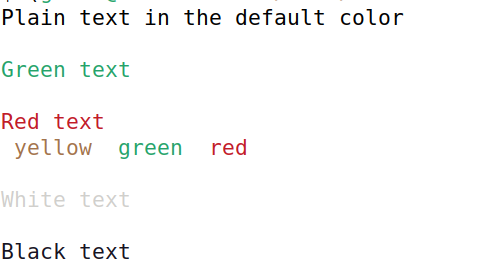 Plain text in the default color
Green text
Red text
yellow green red
White text
Black text